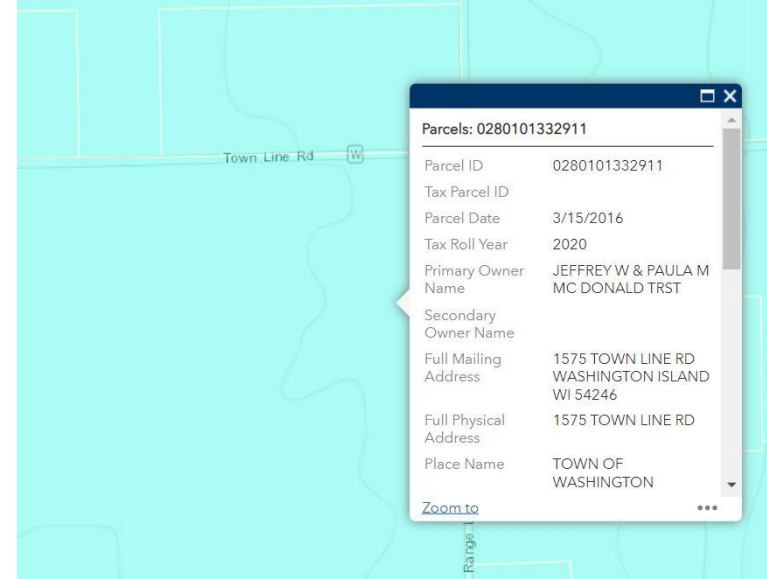 Town Line Rd W
Parcels: 0280101332911
Parcel ID 0280101332911
Tax Parcel ID
Parcel Date 3/15/2016
Tax Roll Year 2020
Primary Owner JEFFREY W & PAULA M
Name MC DONALD TRST
Secondary
Owner Name
Full Mailing 1575 TOWN LINE RD
Address WASHINGTON ISLAND
WI 54246
Full Physical 1575 TOWN LINE RD
Address
Place Name TOWN OF
WASHINGTON
Zoom to
Range